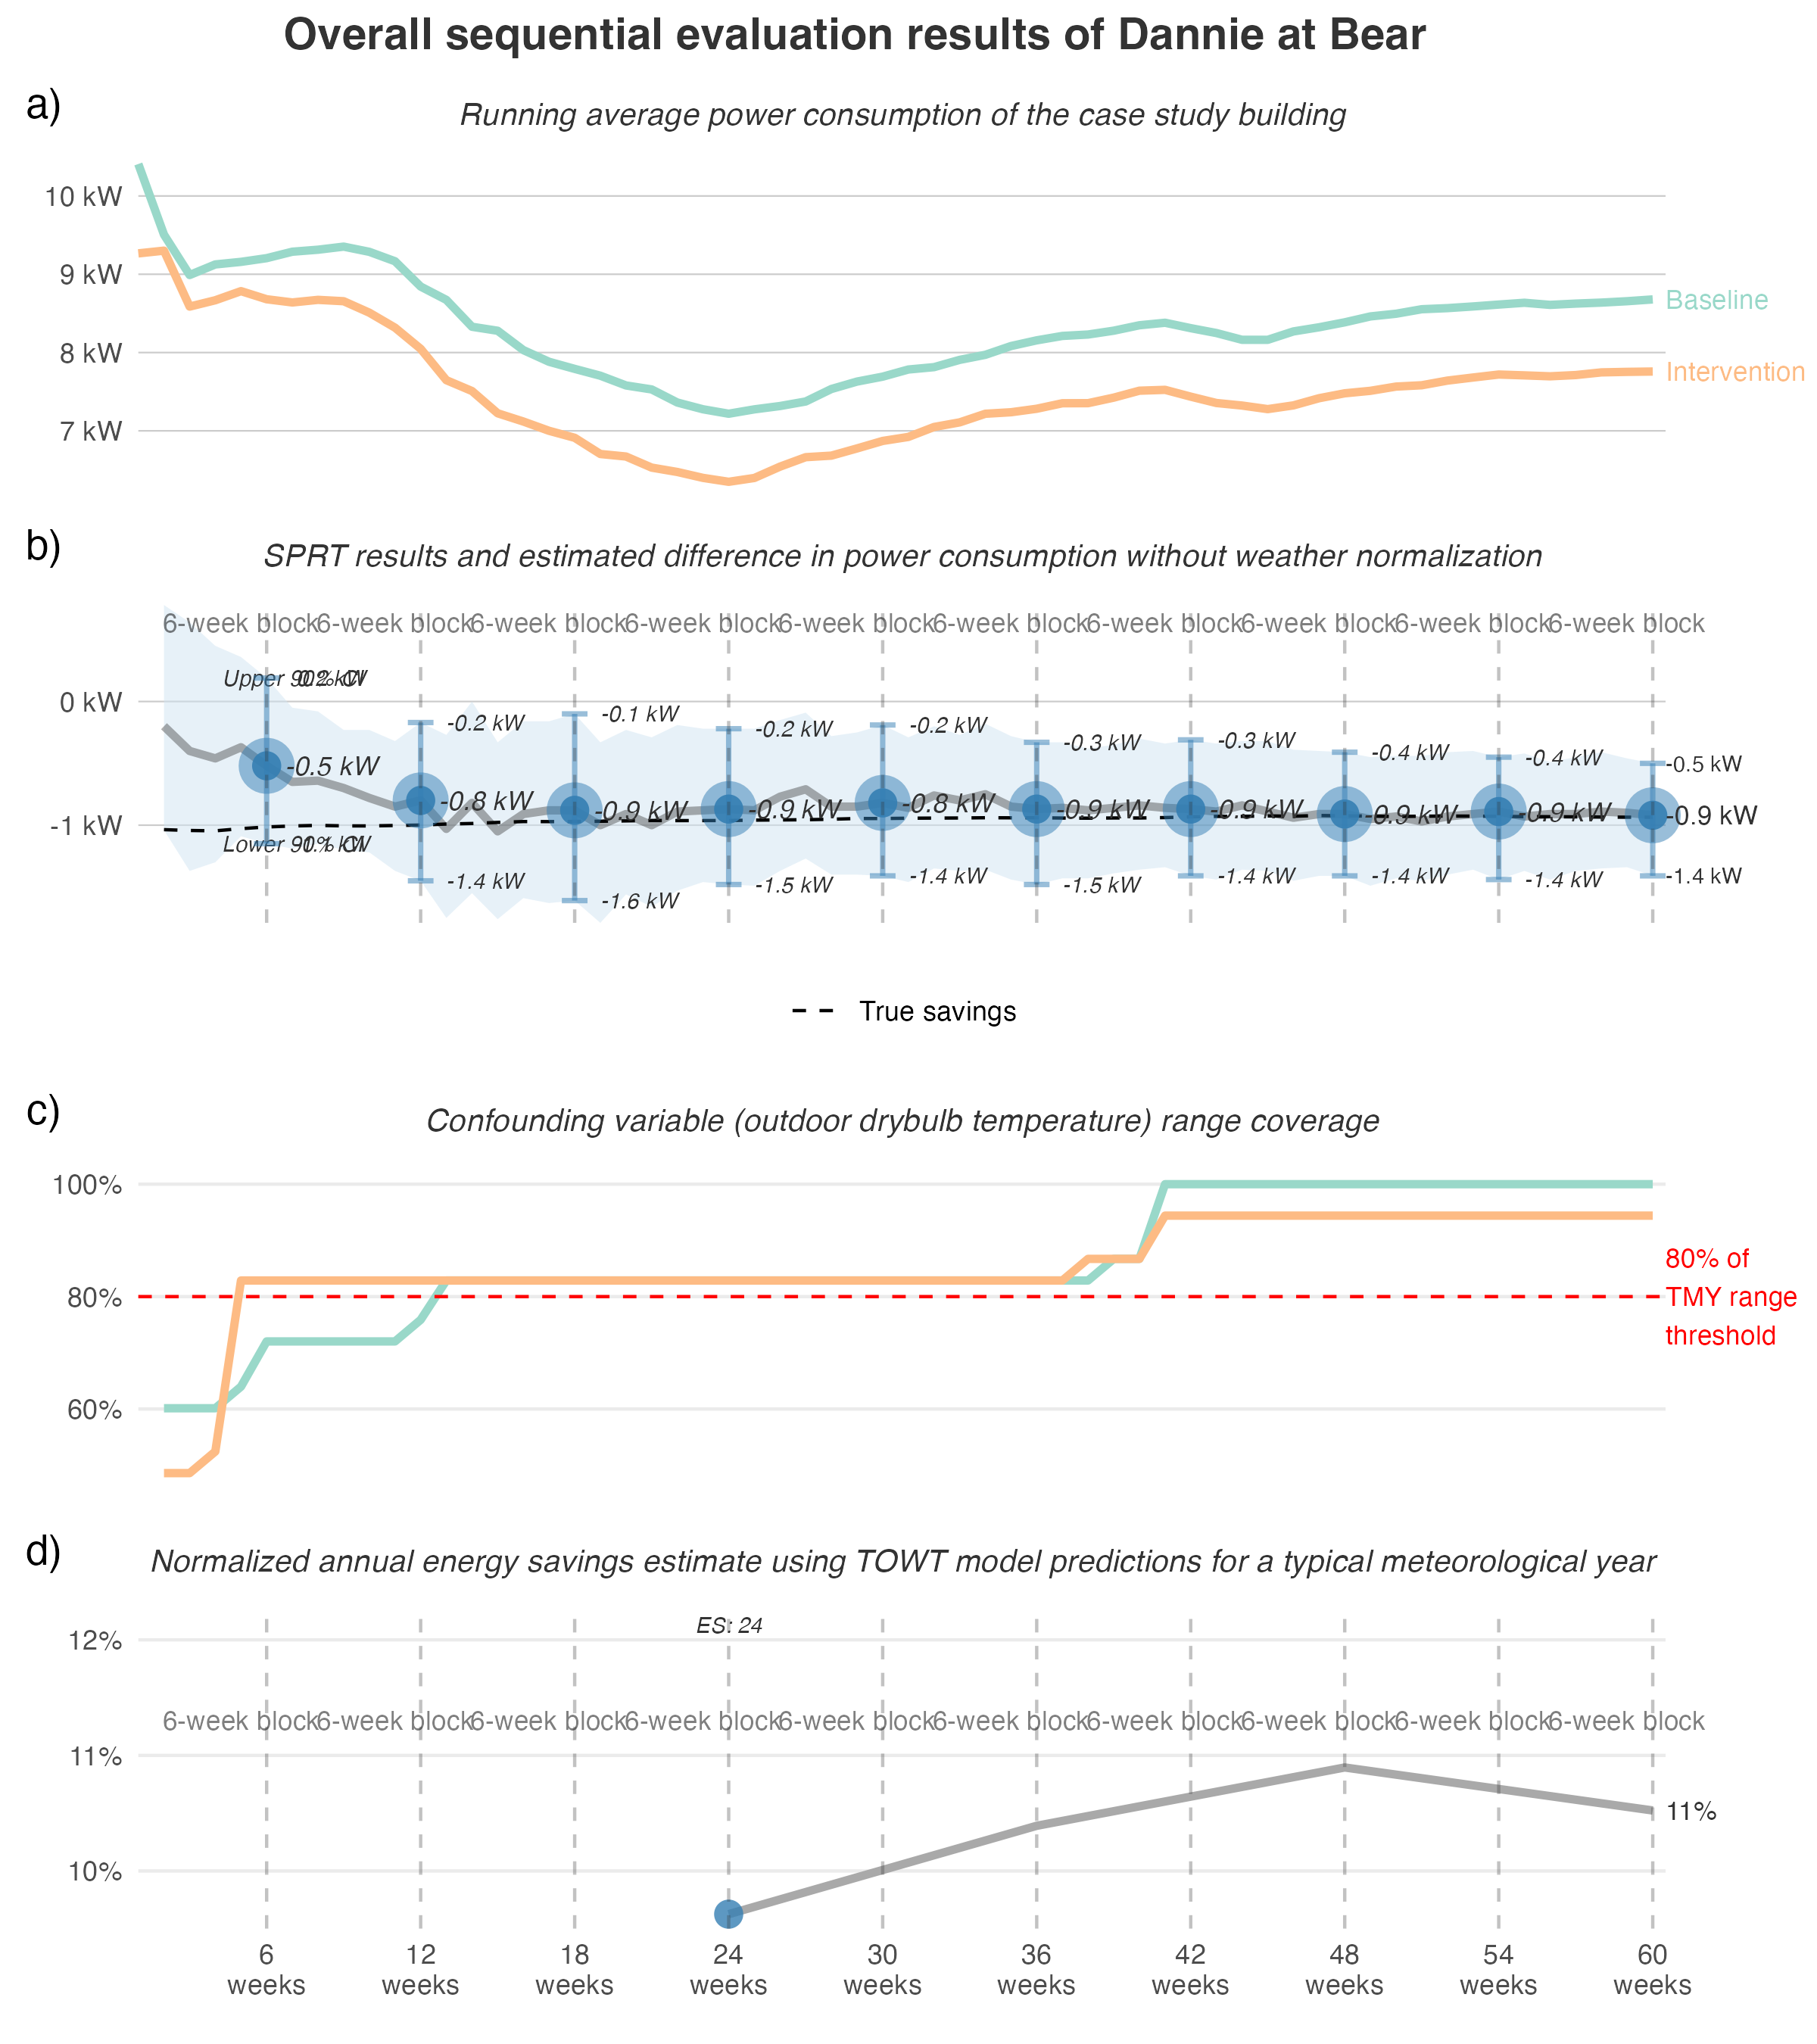 Overall sequential evaluation results of Dannie at Bear
a)
Running average power consumption of the case study building
10 kW
9 kW
8 kW
7 kW
Baseline
Intervention
b)
SPRT results and estimated difference in power consumption without weather normalization
6-week block 6-week block 6-week block 6-week block 6-week block 6-week block 6-week block 6-week block 6-week block 6-week block
0 kW
-1 kW
Upper 90% CI
0.2 kW
-0.2 kW
-0.1 kW
-0.2 kW
-0.2 kW
-0.3 kW
-0.3 kW
-0.4 kW
-0.4 kW
-0.5 kW
-0.5 kW
-0.8 kW
-0.9 kW
-0.9 kW
-0.8 kW
-0.9 kW
-0.9 kW
-0.9 kW
-0.9 kW
-0.9 kW
Lower 90% CI
-1.4 kW
-1.6 kW
-1.5 kW
-1.4 kW
-1.5 kW
-1.4 kW
-1.4 kW
-1.4 kW
-1.4 kW
True savings
c)
Confounding variable (outdoor drybulb temperature) range coverage
100%
80%
60%
80% of
TMY range
threshold
d)
Normalized annual energy savings estimate using TOWT model predictions for a typical meteorological year
ES: 24
12%
11%
10%
6-week block 6-week block 6-week block 6-week block 6-week block 6-week block 6-week block 6-week block 6-week block 6-week block
11%
6 weeks
12 weeks
18 weeks
24 weeks
30 weeks
36 weeks
42 weeks
48 weeks
54 weeks
60 weeks